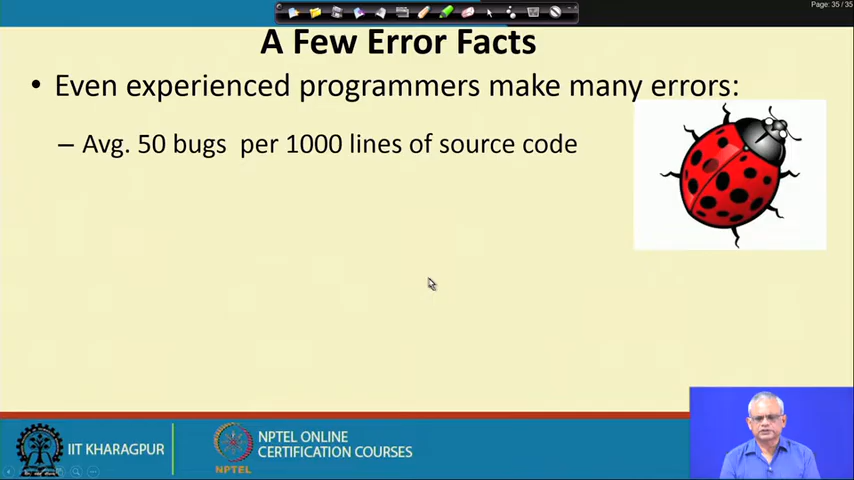 Page: 35 / 35
A Few Error Facts
• Even experienced programmers make many errors:
– Avg. 50 bugs per 1000 lines of source code
IIT KHARAGPUR
NPTEL
NPTEL ONLINE
CERTIFICATION COURSES